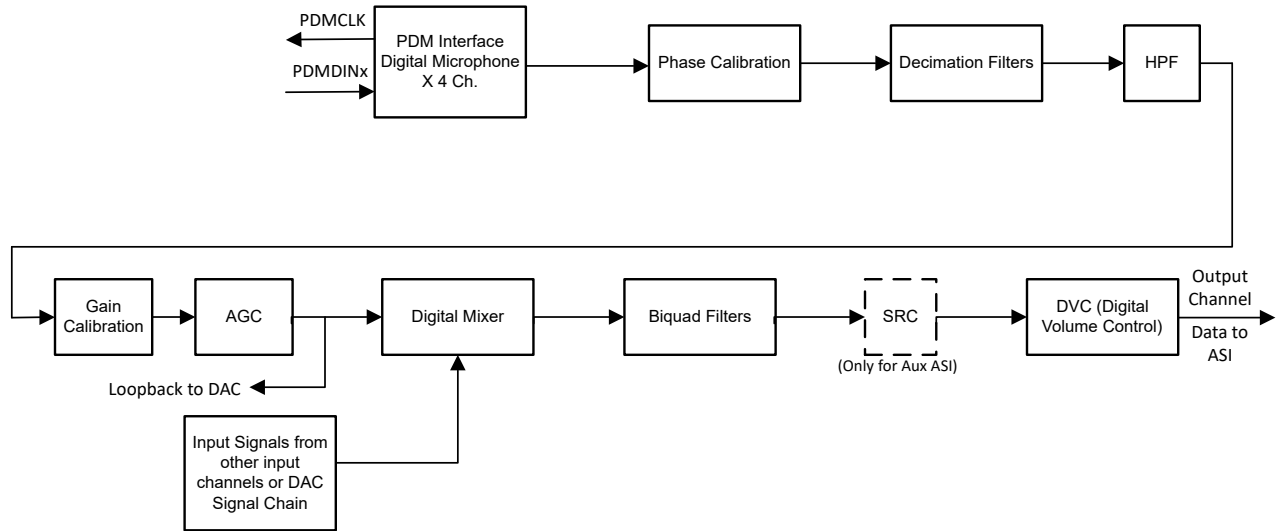 PDMCLK
PDMDINx
PDM Interface
Digital Microphone
X 4 Ch.
Phase Calibration
Decimation Filters
HPF
Gain
Calibration
AGC
Loopback to DAC
Digital Mixer
Input Signals from
other input
channels or DAC
Signal Chain
Biquad Filters
SRC
(Only for Aux ASI)
DVC (Digital
Volume Control)
Output
Channel
Data to
ASI